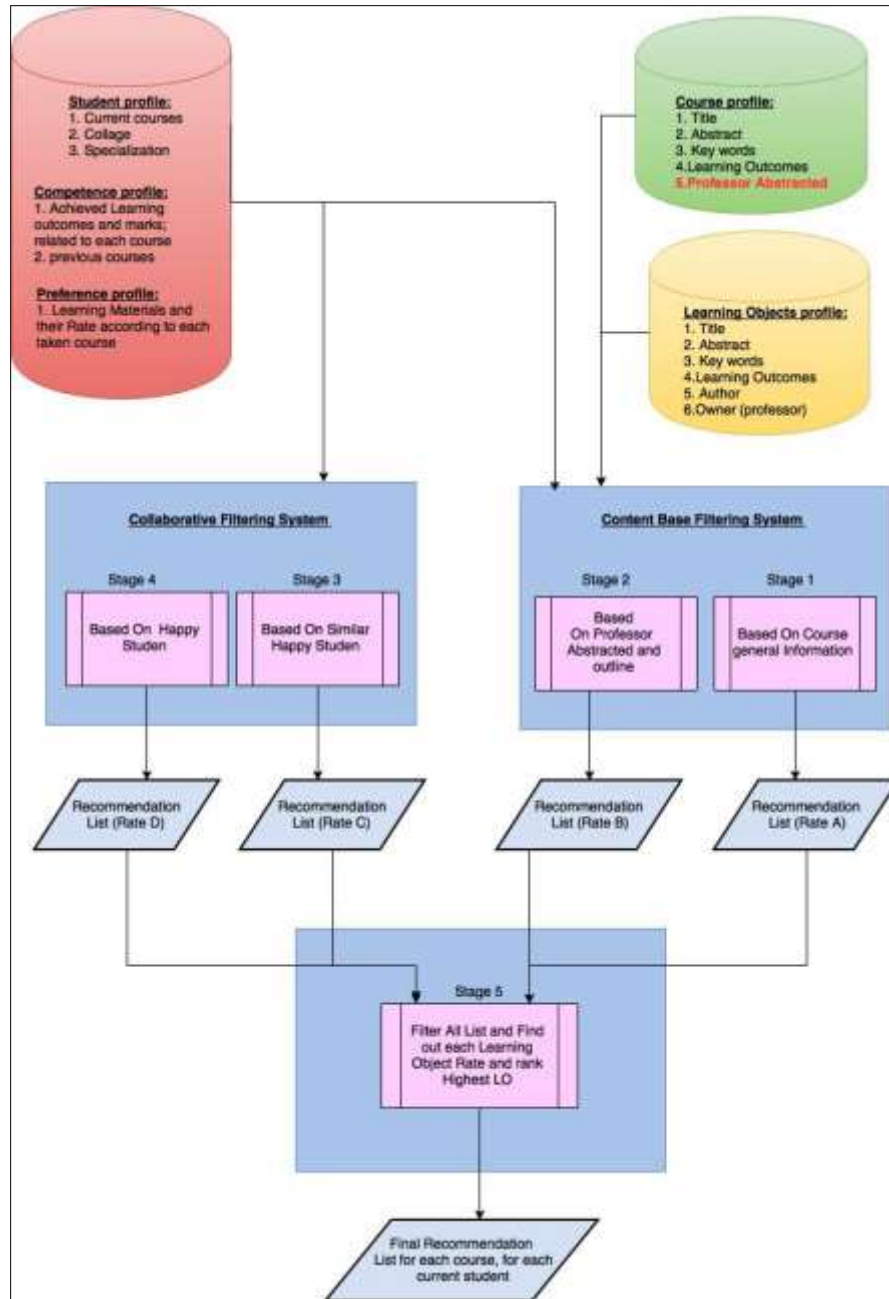 Student profile:
1. Current courses
2. Collage
3. Specialization
Competence profile:
1. Achieved Learning
outcomes and marks;
related to each course
2. previous courses
Preference profile:
1. Learning Materials and
their Rate according to each
taken course
Course profile:
1. Title
2. Abstract
3. Key words
4.Learning Outcomes
5.Professor Abstracted
Learning Objects profile:
1. Title
2. Abstract
3. Key words
4.Learning Outcomes
5. Author
6.Owner (professor)
Collaborative Filtering System
Stage 4
Based On Happy
Studen
Stage 3
Based On Similar
Happy Studen
Content Base Filtering System
Stage 2
Based
On Professor
Abstracted and
outline
Stage 1
Based On Course
general Information
Recommendation
List (Rate D)
Recommendation
List (Rate C)
Recommendation
List (Rate B)
Recommendation
List (Rate A)
Stage 5
Filter All List and Find
out each Learning
Object Rate and rank
Highest LO
Final Recommendation
List for each course, for each
current student